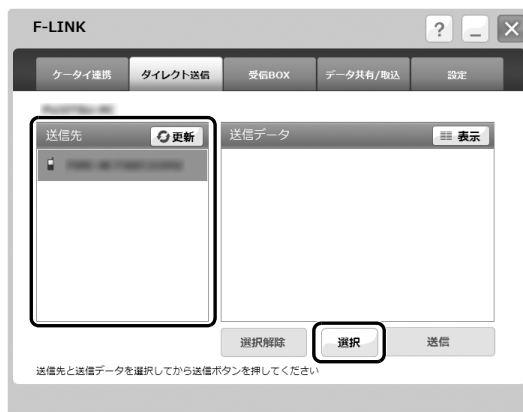 F-LINK
?
ケータイ連携 ダイレクト送信 受信BOX データ共有/取込 設定
送信先 更新 送信データ 表示
選択解除 選択 送信
送信先と送信データを選択してから送信ボタンを押してください